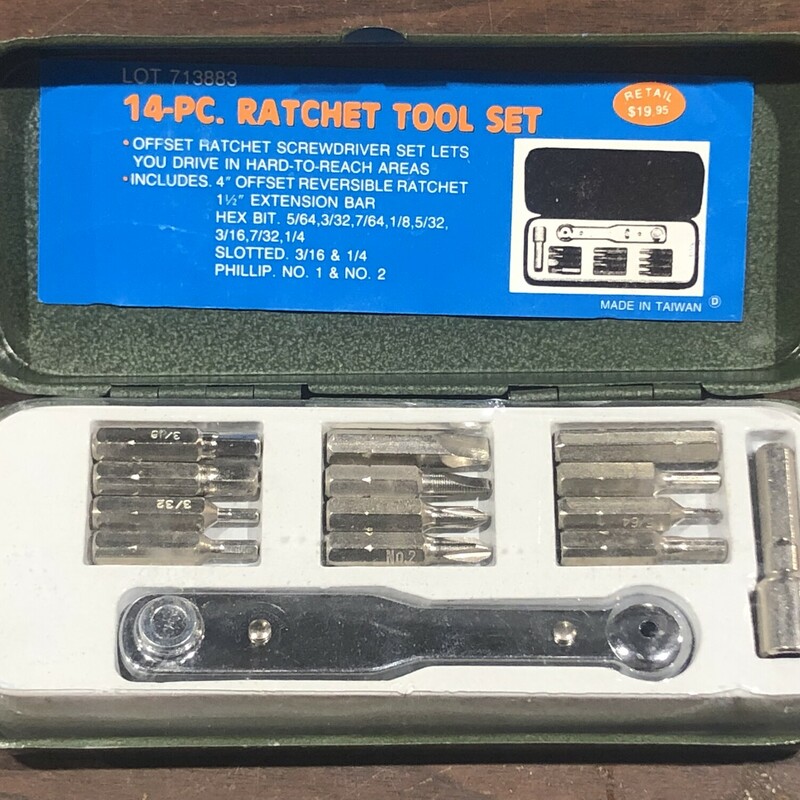 LOT 713883
14-PC. RATCHET TOOL SET
RETAIL
$19.95
• OFFSET RATCHET SCREWDRIVER SET LETS
YOU DRIVE IN HARD-TO-REACH AREAS
• INCLUDES. 4" OFFSET REVERSIBLE RATCHET
1½" EXTENSION BAR
HEX BIT. 5/64,3/32,7/64,1/8,5/32,
3/16,7/32,1/4
SLOTTED. 3/16 & 1/4
PHILLIP. NO. 1 & NO. 2
MADE IN TAIWAN D
3/16
3/32
No.2